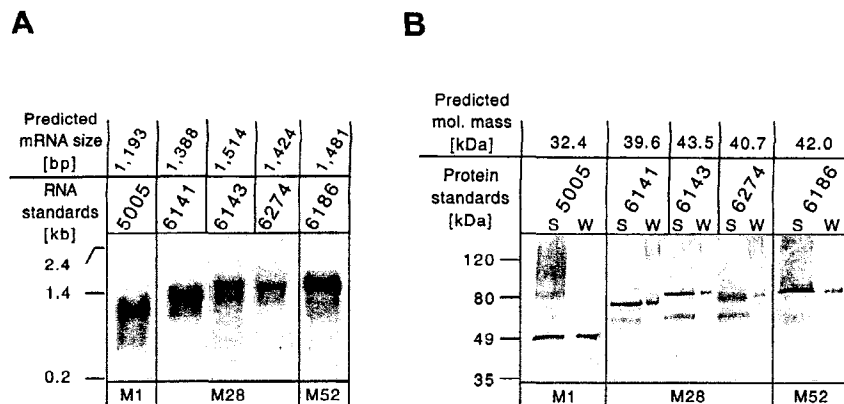 A
Predicted
mRNA size
[bp]
1,193
1,388
1,514
1,424
1,481
RNA
standards
[kb]
5005
6141
6143
6274
6186
2.4
1.4
0.2
M1
M28
M52
B
Predicted
mol. mass
[kDa]
32.4
39.6
43.5
40.7
42.0
Protein
standards
[kDa]
5005
6141
6143
6274
6186
S W S W S W S W S W
120
80
49
35
M1
M28
M52